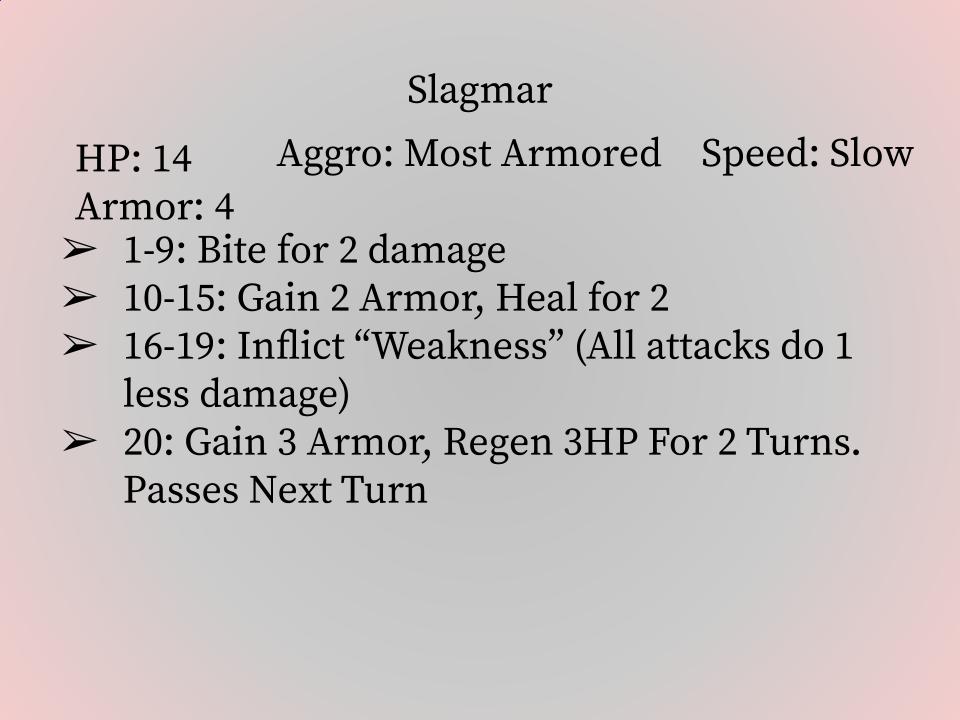 Slagmar
HP: 14
Aggro: Most Armored
Speed: Slow
Armor: 4
➢ 1-9: Bite for 2 damage
➢ 10-15: Gain 2 Armor, Heal for 2
➢ 16-19: Inflict “Weakness” (All attacks do 1
less damage)
➢ 20: Gain 3 Armor, Regen 3HP For 2 Turns.
Passes Next Turn